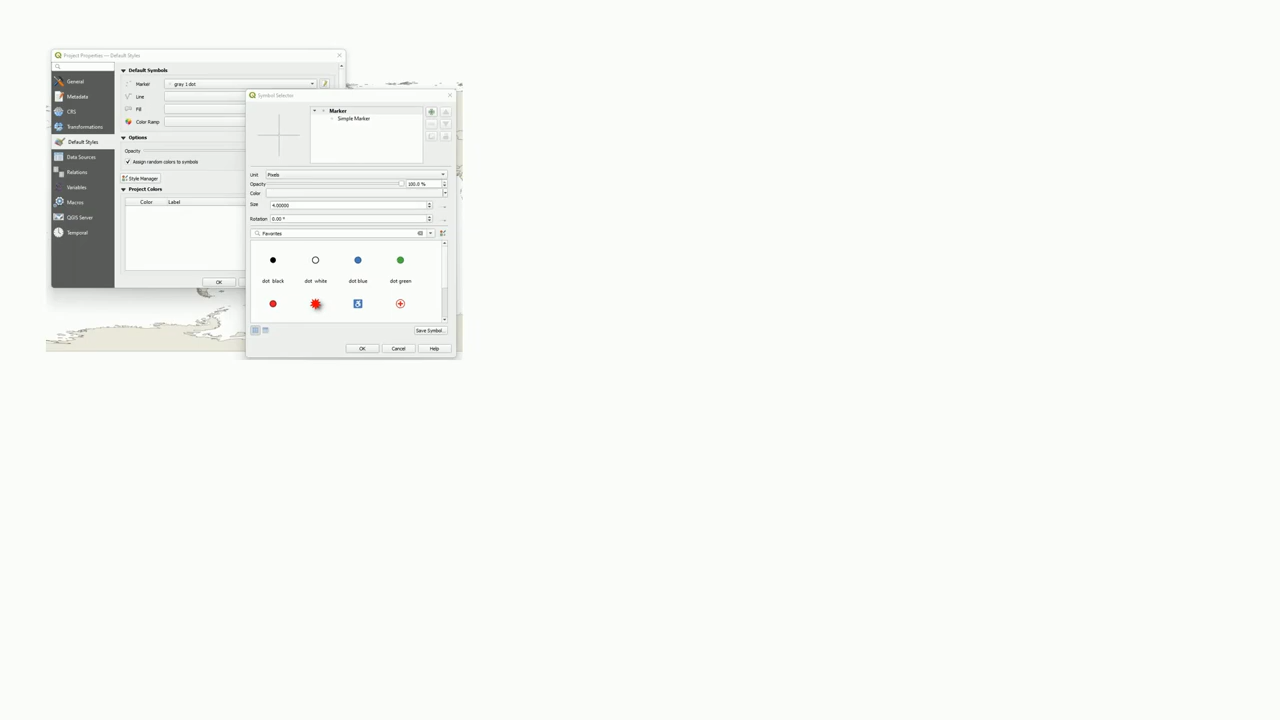 Project Properties — Default Styles
General
Metadata
CRS
Transformations
Default Styles
Data Sources
Relations
Variables
Macros
QGIS Server
Temporal
Default Symbols
Marker
gray 1 dot
Line
Fill
Color Ramp
Options
Opacity
Assign random colors to symbols
Style Manager
Project Colors
Color Label
OK
Symbol Selector
Marker
Simple Marker
Unit Pixels
Opacity 100.0 %
Color
Size 4.00000
Rotation 0.00 °
Favorites
dot black dot white dot blue dot green
Save Symbol...
OK Cancel Help